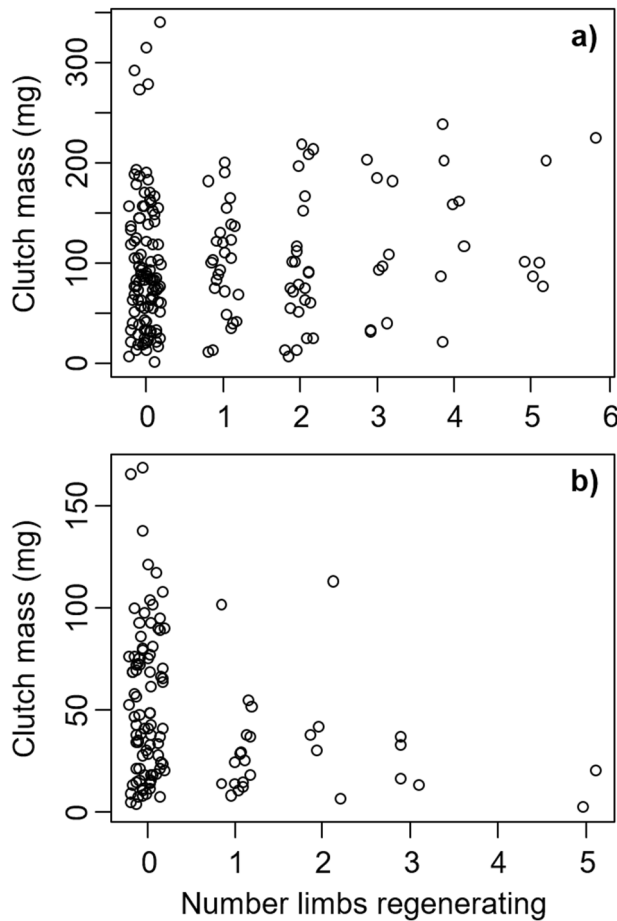 a)
Clutch mass (mg)
300
200
100
0
0 1 2 3 4 5 6
b)
Clutch mass (mg)
150
100
50
0
0 1 2 3 4 5
Number limbs regenerating